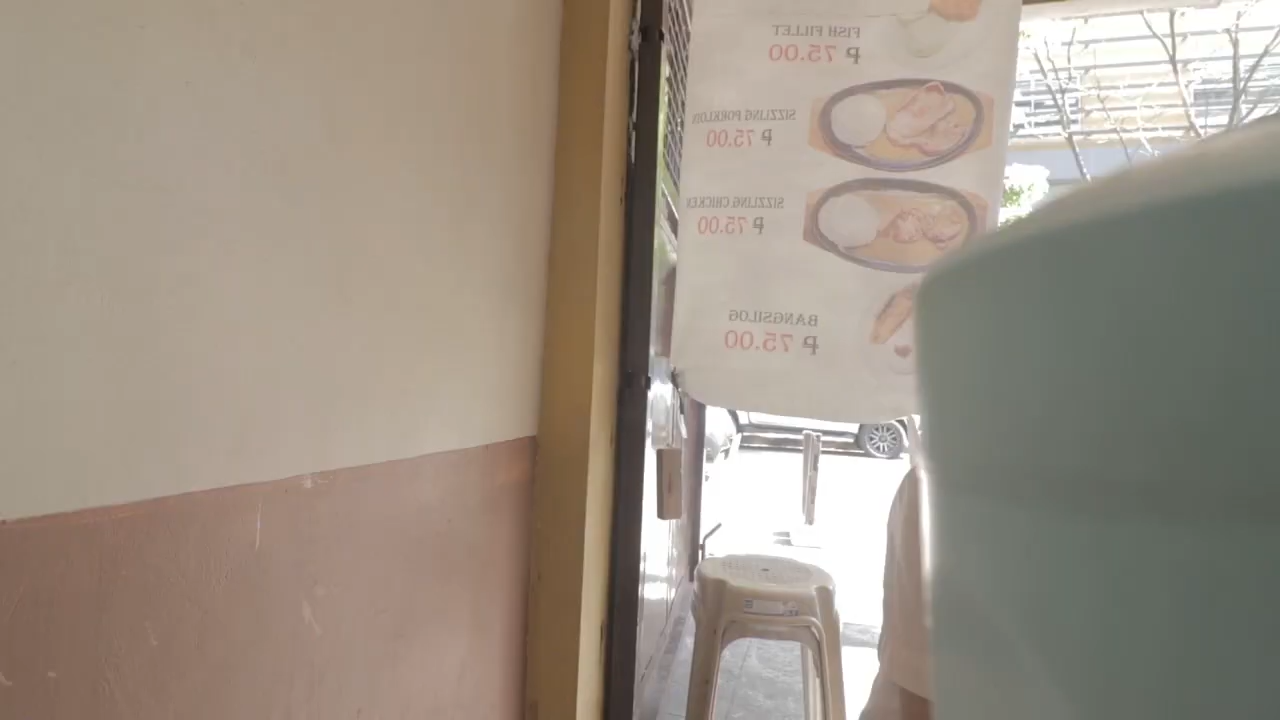 FISH FILLET
₱ 75.00
SIZZLING PORKLOIN
₱ 75.00
SIZZLING CHICKEN
₱ 75.00
BANGSILOG
₱ 75.00